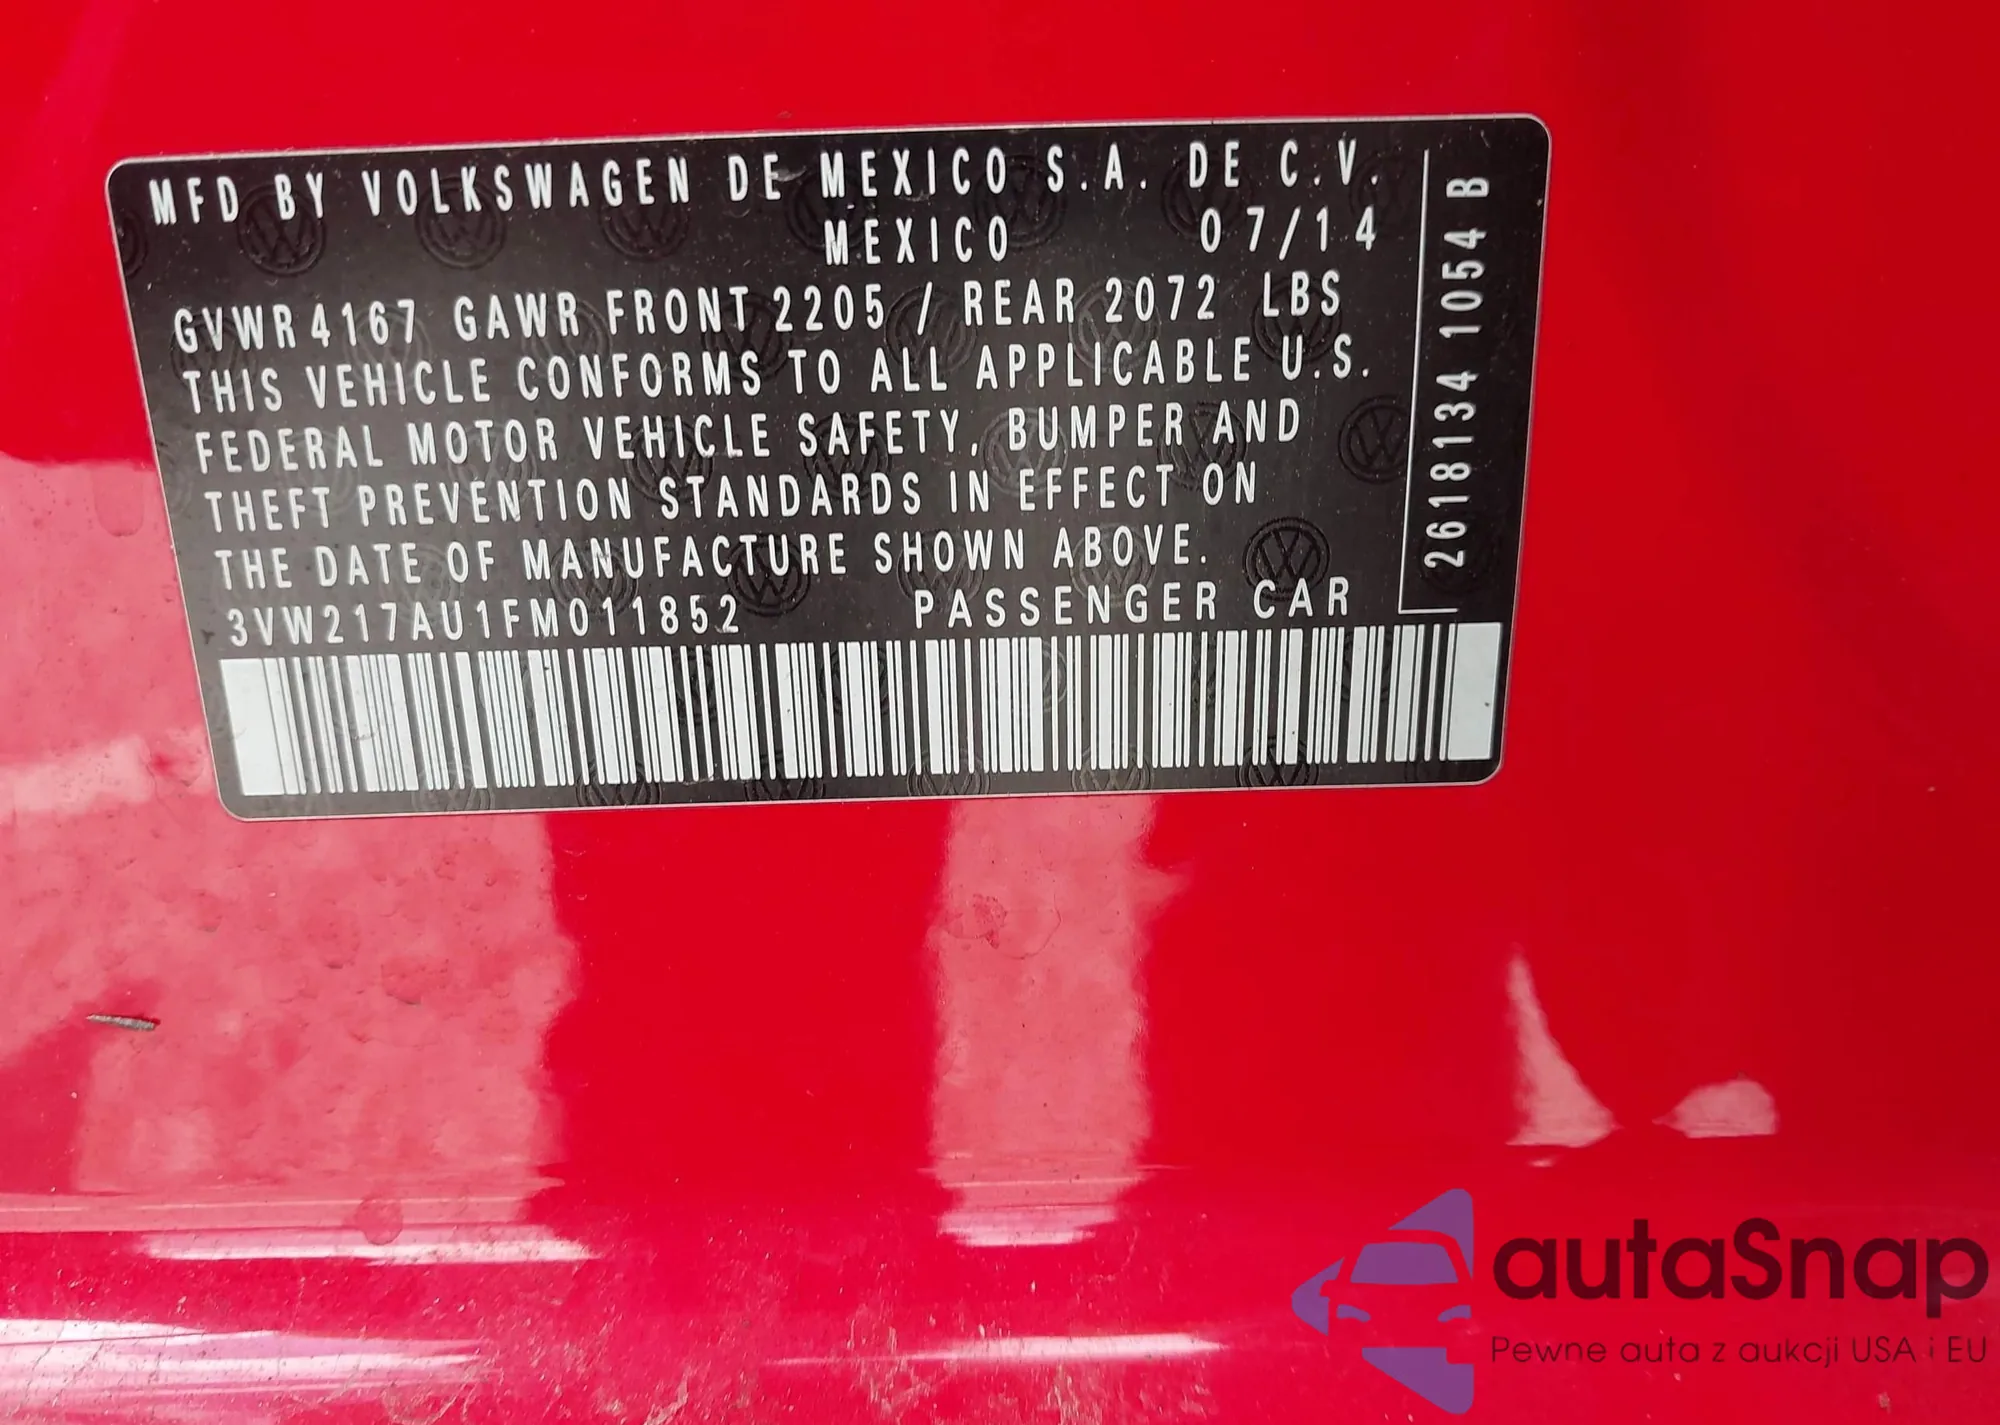 MFD BY VOLKSWAGEN DE MEXICO S.A. DE C.V.
MEXICO 07/14
GVWR 4167 GAWR FRONT 2205 / REAR 2072 LBS
THIS VEHICLE CONFORMS TO ALL APPLICABLE U.S.
FEDERAL MOTOR VEHICLE SAFETY, BUMPER AND
THEFT PREVENTION STANDARDS IN EFFECT ON
THE DATE OF MANUFACTURE SHOWN ABOVE.
3VW217AU1FM011852 PASSENGER CAR
2618134 1054 B
autaSnap
Pewne auta z aukcji USA i EU